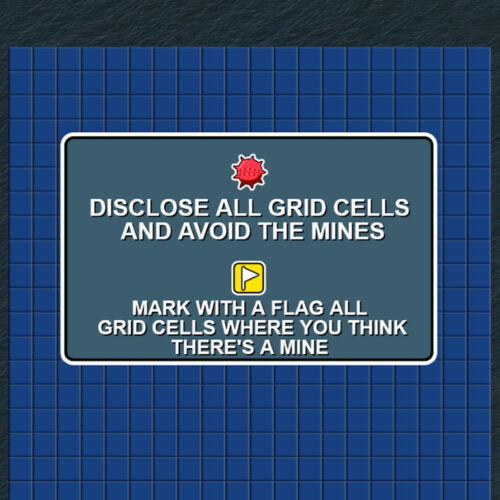 DISCLOSE ALL GRID CELLS
AND AVOID THE MINES
MARK WITH A FLAG ALL
GRID CELLS WHERE YOU THINK
THERE'S A MINE